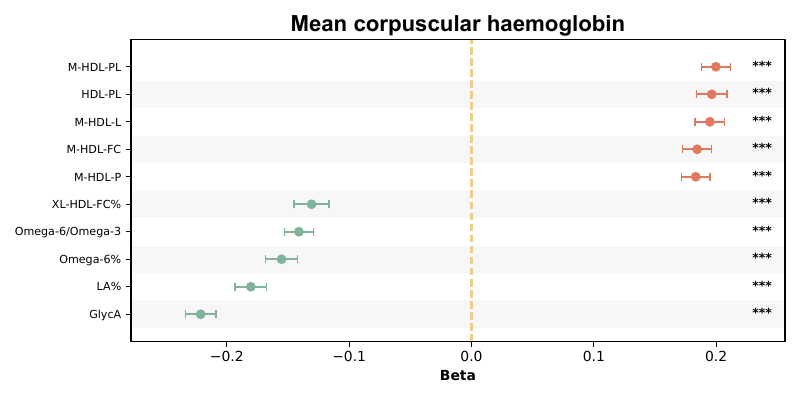 Mean corpuscular haemoglobin
M-HDL-PL ***
HDL-PL ***
M-HDL-L ***
M-HDL-FC ***
M-HDL-P ***
XL-HDL-FC% ***
Omega-6/Omega-3 ***
Omega-6% ***
LA% ***
GlycA ***
−0.2 −0.1 0.0 0.1 0.2
Beta